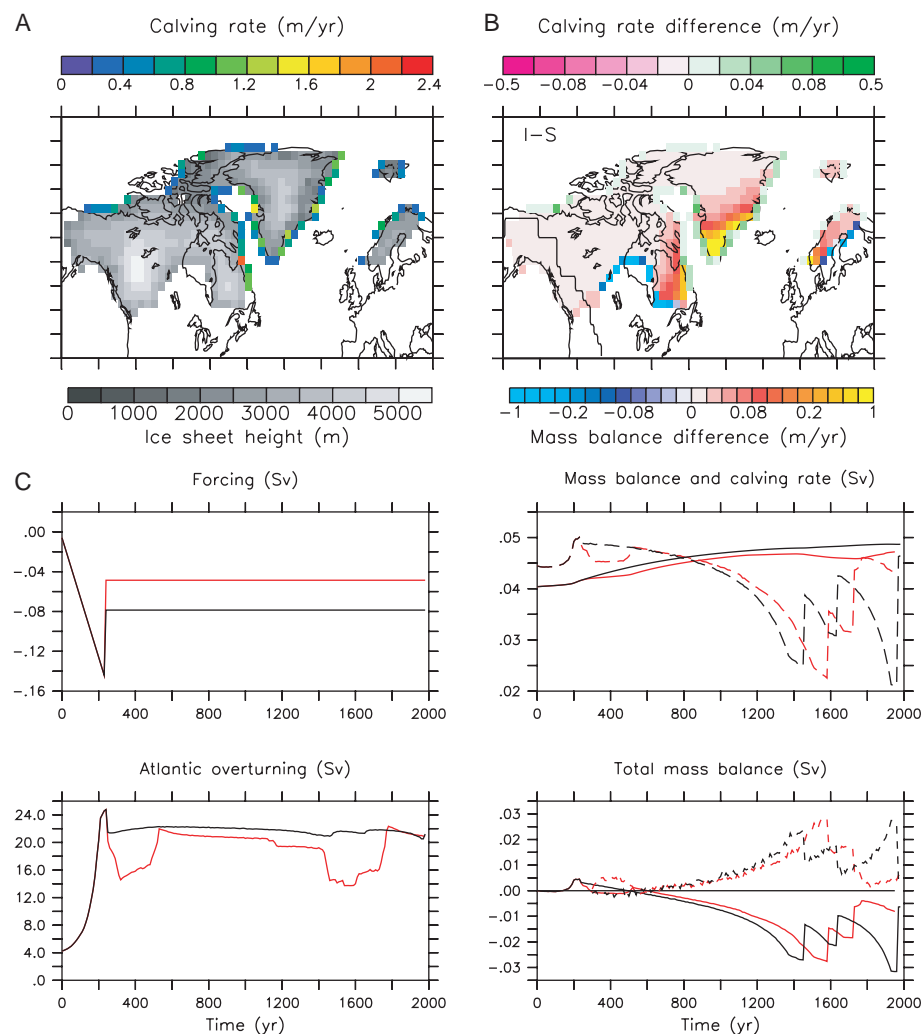 A
Calving rate (m/yr)
0 0.4 0.8 1.2 1.6 2 2.4
0 1000 2000 3000 4000 5000
Ice sheet height (m)
B
Calving rate difference (m/yr)
-0.5 -0.08 -0.04 0 0.04 0.08 0.5
I-S
-1 -0.2 -0.08 0 0.08 0.2 1
Mass balance difference (m/yr)
C
Forcing (Sv)
.00
-.04
-.08
-.12
-.16
0 400 800 1200 1600 2000
Mass balance and calving rate (Sv)
.05
.04
.03
.02
0 400 800 1200 1600 2000
Atlantic overturning (Sv)
24.0
20.0
16.0
12.0
8.0
4.0
.0
0 400 800 1200 1600 2000
Time (yr)
Total mass balance (Sv)
.03
.02
.01
.00
-.01
-.02
-.03
0 400 800 1200 1600 2000
Time (yr)